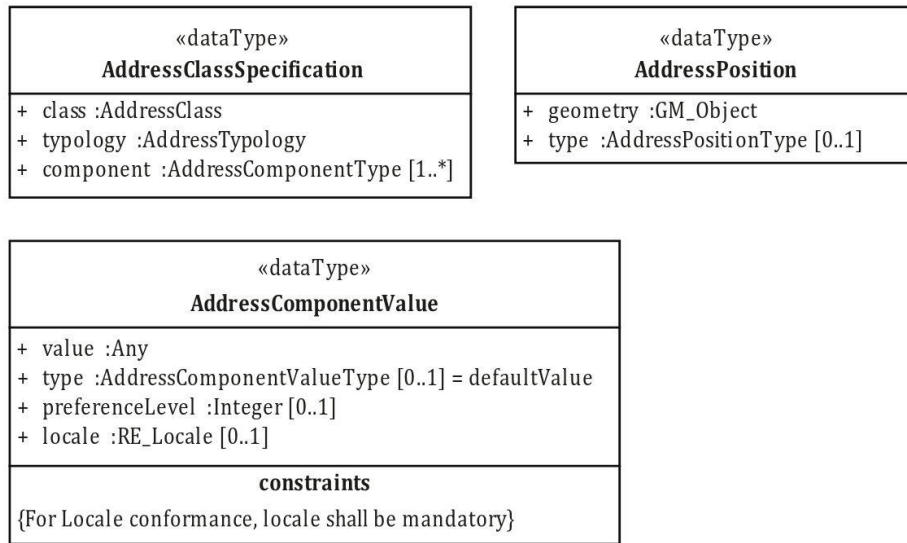 «dataType»
AddressClassSpecification
+ class :AddressClass
+ typology :AddressTypology
+ component :AddressComponentType [1..*]
«dataType»
AddressPosition
+ geometry :GM_Object
+ type :AddressPositionType [0..1]
«dataType»
AddressComponentValue
+ value :Any
+ type :AddressComponentValueType [0..1] = defaultValue
+ preferenceLevel :Integer [0..1]
+ locale :RE_Locale [0..1]
constraints
{For Locale conformance, locale shall be mandatory}